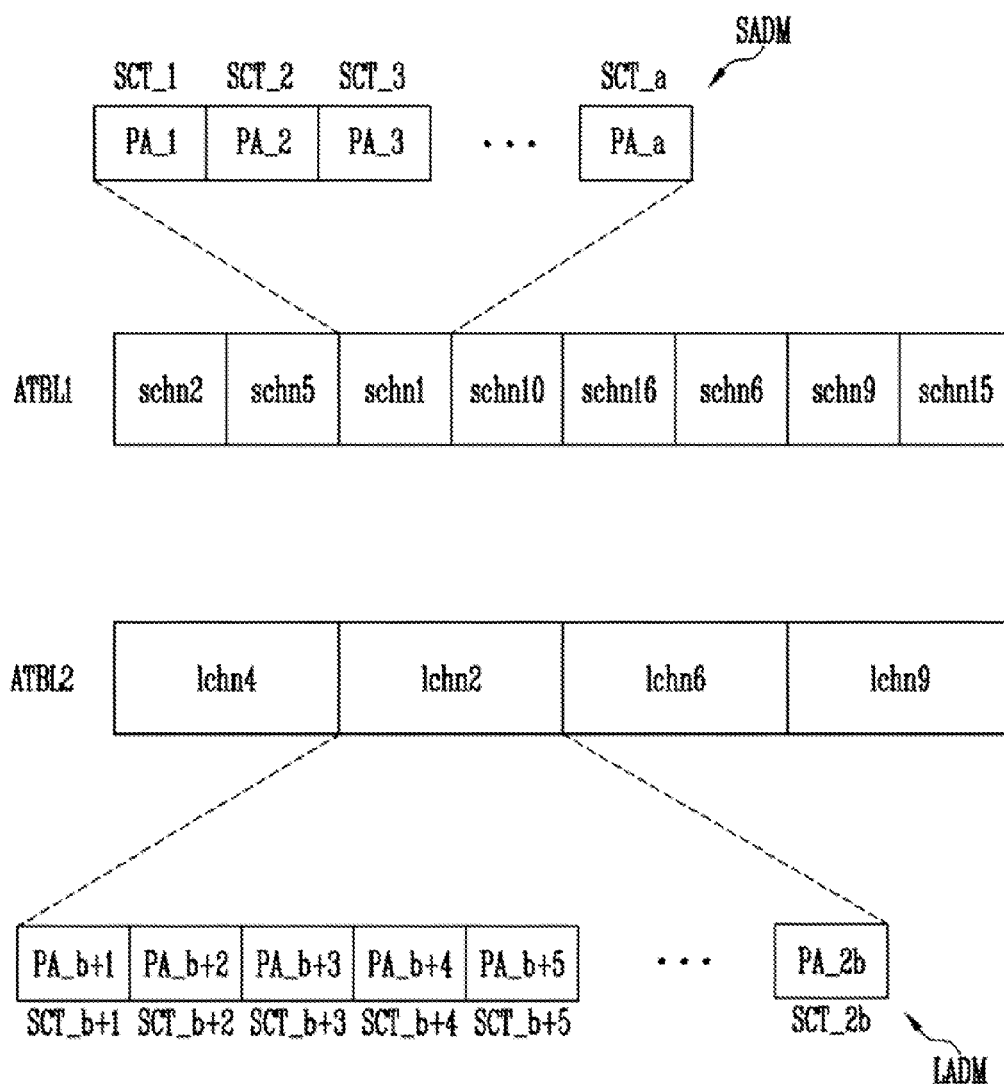 SADM
SCT_1 SCT_2 SCT_3 SCT_a
PA_1 PA_2 PA_3 ... PA_a
ATBL1 schn2 schn5 schn1 schn10 schn16 schn6 schn9 schn15
ATBL2 lchn4 lchn2 lchn6 lchn9
PA_b+1 PA_b+2 PA_b+3 PA_b+4 PA_b+5 ... PA_2b
SCT_b+1 SCT_b+2 SCT_b+3 SCT_b+4 SCT_b+5 SCT_2b
LADM